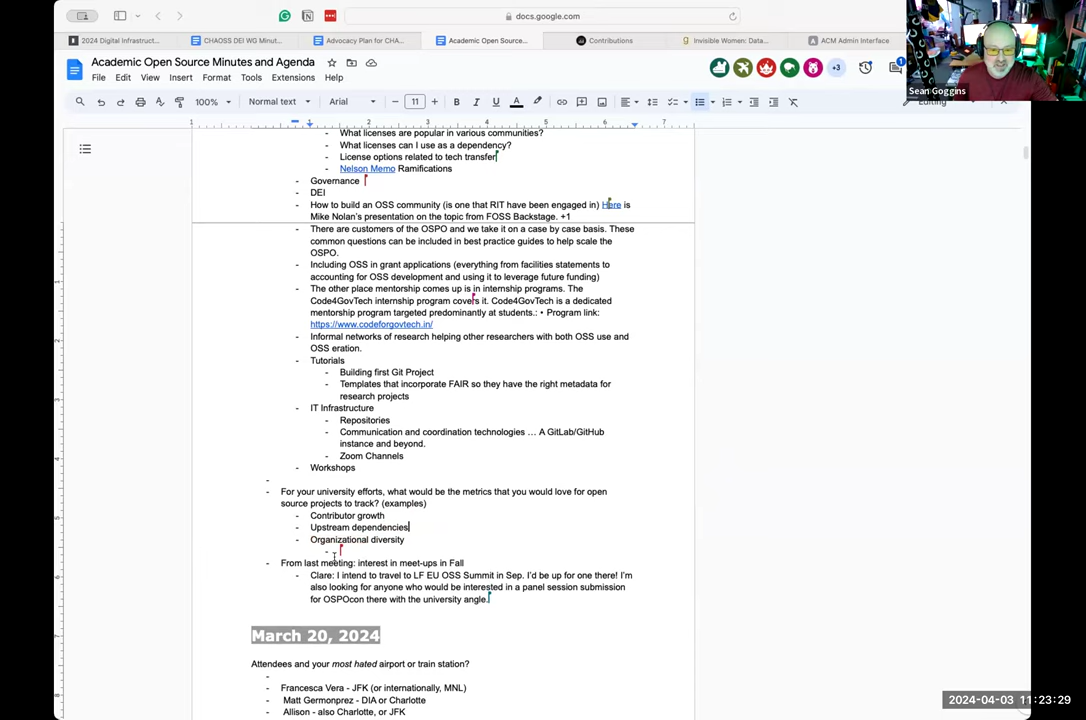 docs.google.com
2024 Digital Infrastruct...
CHAOSS DEI WG Minut...
Advocacy Plan for CHA...
Academic Open Source...
Contributions
Invisible Women: Data...
ACM Admin Interface
Academic Open Source Minutes and Agenda
File Edit View Insert Format Tools Extensions Help
+3
1
Sean Goggins
100% Normal text Arial 11 Editing
1 1 2 3 4 5 6 7
- What licenses are popular in various communities?
- What licenses can I use as a dependency?
- License options related to tech transfer
- Nelson Memo Ramifications
- Governance
- DEI
- How to build an OSS community (is one that RIT have been engaged in) Here is
Mike Nolan's presentation on the topic from FOSS Backstage. +1
- There are customers of the OSPO and we take it on a case by case basis. These
common questions can be included in best practice guides to help scale the
OSPO.
- Including OSS in grant applications (everything from facilities statements to
accounting for OSS development and using it to leverage future funding)
- The other place mentorship comes up is in internship programs. The
Code4GovTech internship program covers it. Code4GovTech is a dedicated
mentorship program targeted predominantly at students.: • Program link:
https://www.codeforgovtech.in/
- Informal networks of research helping other researchers with both OSS use and
OSS eration.
- Tutorials
- Building first Git Project
- Templates that incorporate FAIR so they have the right metadata for
research projects
- IT Infrastructure
- Repositories
- Communication and coordination technologies … A GitLab/GitHub
instance and beyond.
- Zoom Channels
- Workshops
-
- For your university efforts, what would be the metrics that you would love for open
source projects to track? (examples)
- Contributor growth
- Upstream dependencies
- Organizational diversity
-
- From last meeting: interest in meet-ups in Fall
- Clare: I intend to travel to LF EU OSS Summit in Sep. I'd be up for one there! I'm
also looking for anyone who would be interested in a panel session submission
for OSPOcon there with the university angle.
March 20, 2024
Attendees and your most hated airport or train station?
-
- Francesca Vera - JFK (or internationally, MNL)
- Matt Germonprez - DIA or Charlotte
- Allison - also Charlotte, or JFK
2024-04-03 11:23:29